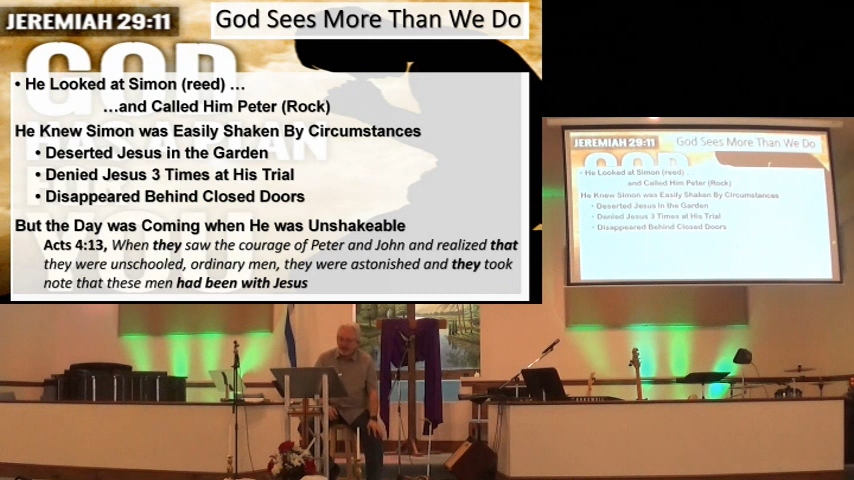 JEREMIAH 29:11
God Sees More Than We Do
GOD
HAS A PLAN
FOR
YOU
• He Looked at Simon (reed) …
…and Called Him Peter (Rock)
He Knew Simon was Easily Shaken By Circumstances
• Deserted Jesus in the Garden
• Denied Jesus 3 Times at His Trial
• Disappeared Behind Closed Doors
But the Day was Coming when He was Unshakeable
Acts 4:13, When they saw the courage of Peter and John and realized that
they were unschooled, ordinary men, they were astonished and they took
note that these men had been with Jesus
JEREMIAH 29:11
God Sees More Than We Do
GOD
• He Looked at Simon (reed) …
and Called Him Peter (Rock)
He Knew Simon was Easily Shaken By Circumstances
• Deserted Jesus in the Garden
• Denied Jesus 3 Times at His Trial
• Disappeared Behind Closed Doors